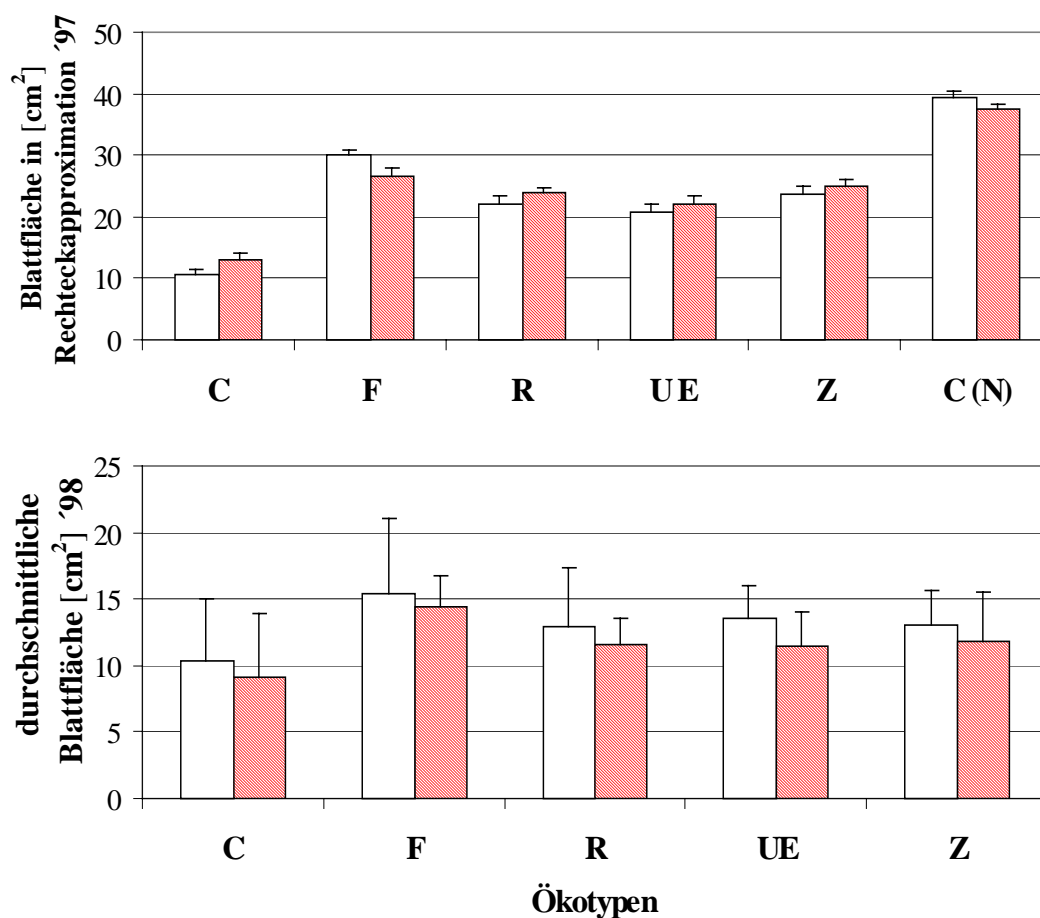 Blattfläche in [cm²]
Rechteckapproximation ´97
50
40
30
20
10
0
C F R UE Z C (N)
durchschnittliche
Blattfläche [cm²] ´98
25
20
15
10
5
0
C F R UE Z
Ökotypen